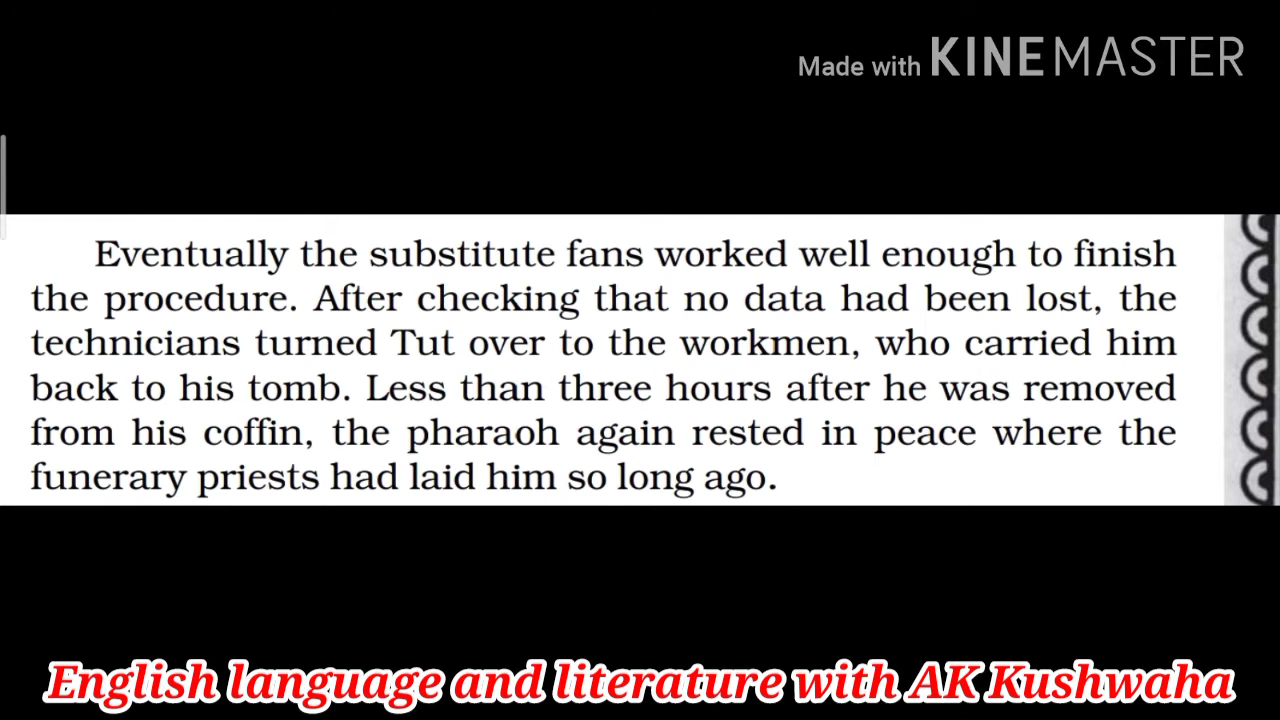 Made with KINEMASTER
Eventually the substitute fans worked well enough to finish
the procedure. After checking that no data had been lost, the
technicians turned Tut over to the workmen, who carried him
back to his tomb. Less than three hours after he was removed
from his coffin, the pharaoh again rested in peace where the
funerary priests had laid him so long ago.
English language and literature with AK Kushwaha